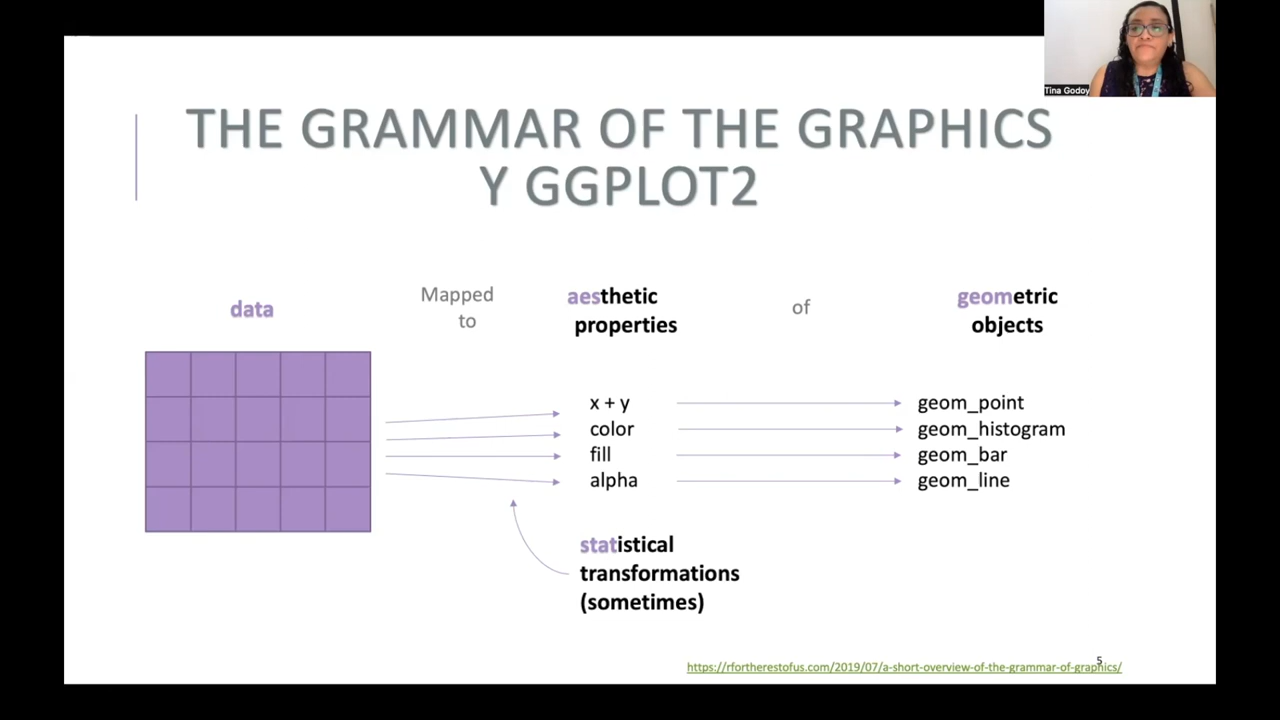 Tina Godoy
THE GRAMMAR OF THE GRAPHICS
Y GGPLOT2
data
Mapped
to
aesthetic
properties
of
geometric
objects
x + y
color
fill
alpha
geom_point
geom_histogram
geom_bar
geom_line
statistical
transformations
(sometimes)
5
https://rfortherestofus.com/2019/07/a-short-overview-of-the-grammar-of-graphics/